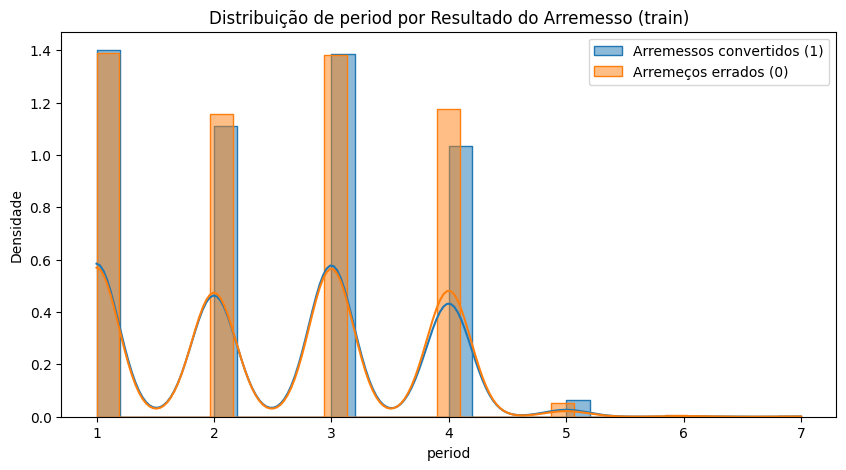 Distribuição de period por Resultado do Arremesso (train)
Arremessos convertidos (1)
Arremeços errados (0)
Densidade
1.4
1.2
1.0
0.8
0.6
0.4
0.2
0.0
1 2 3 4 5 6 7
period